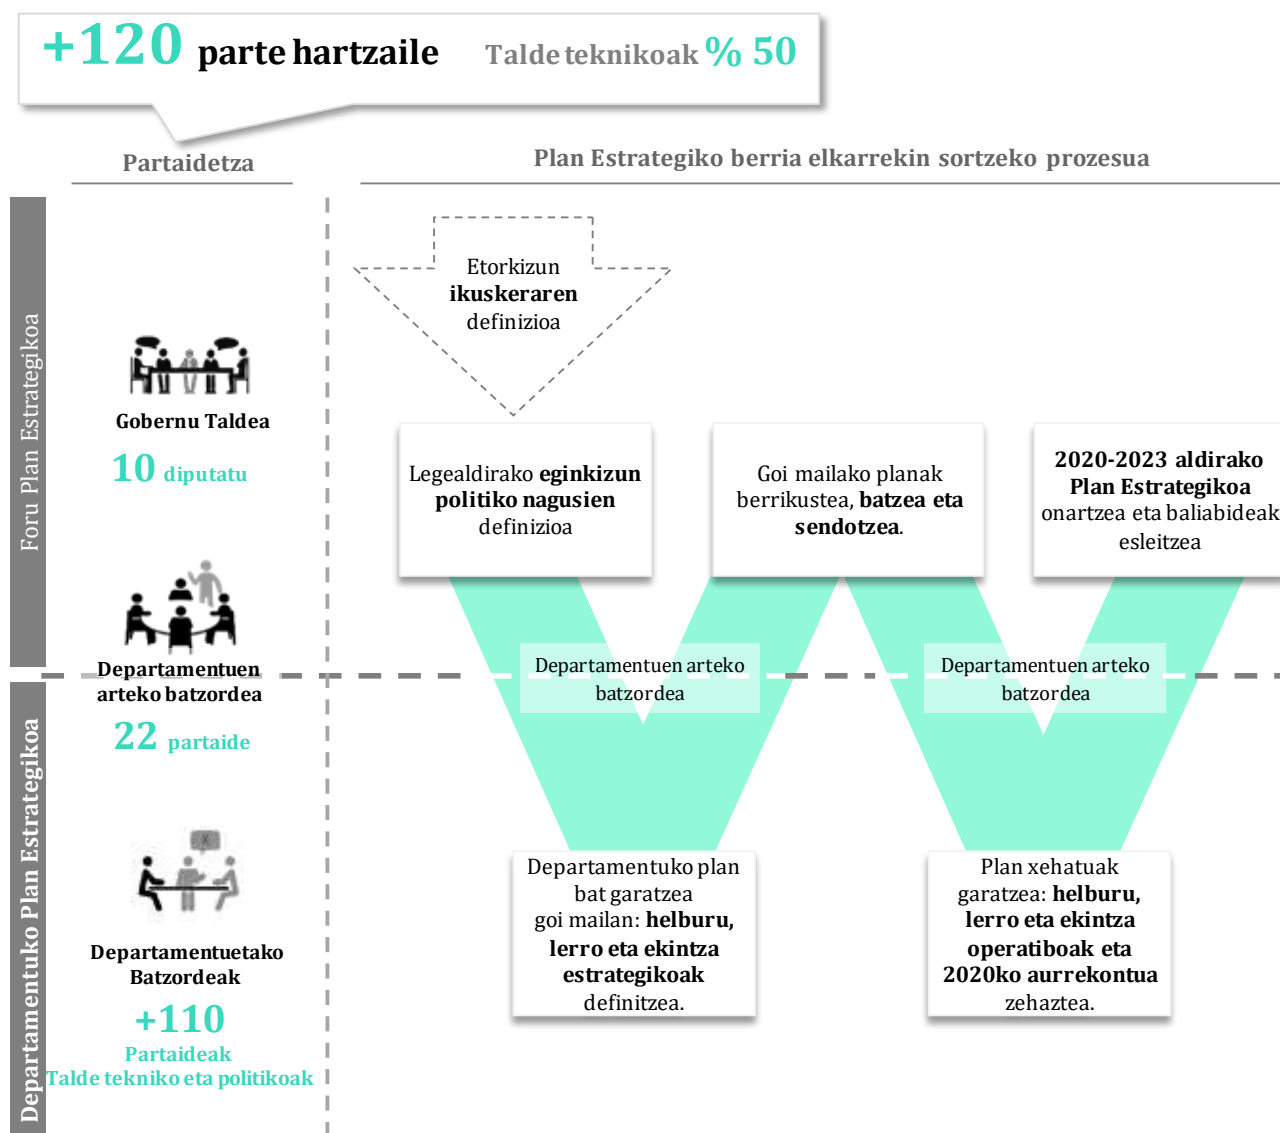 +120 parte hartzaile Talde teknikoak % 50
Partaidetza
Plan Estrategiko berria elkarrekin sortzeko prozesua
Foru Plan Estrategikoa
Gobernu Taldea
10 diputatu
Departamentuen
arteko batzordea
22 partaide
Departamentuko Plan Estrategikoa
Departamentuetako
Batzordeak
+110
Partaideak
Talde tekniko eta politikoak
Etorkizun
ikuskeraren
definizioa
Legealdirako eginkizun
politiko nagusien
definizioa
Goi mailako planak
berrikustea, batzea eta
sendotzea.
2020-2023 aldirako
Plan Estrategikoa
onartzea eta baliabideak
esleitzea
Departamentuen arteko
batzordea
Departamentuen arteko
batzordea
Departamentuko plan
bat garatzea
goi mailan: helburu,
lerro eta ekintza
estrategikoak
definitzea.
Plan xehatuak
garatzea: helburu,
lerro eta ekintza
operatiboak eta
2020ko aurrekontua
zehaztea.